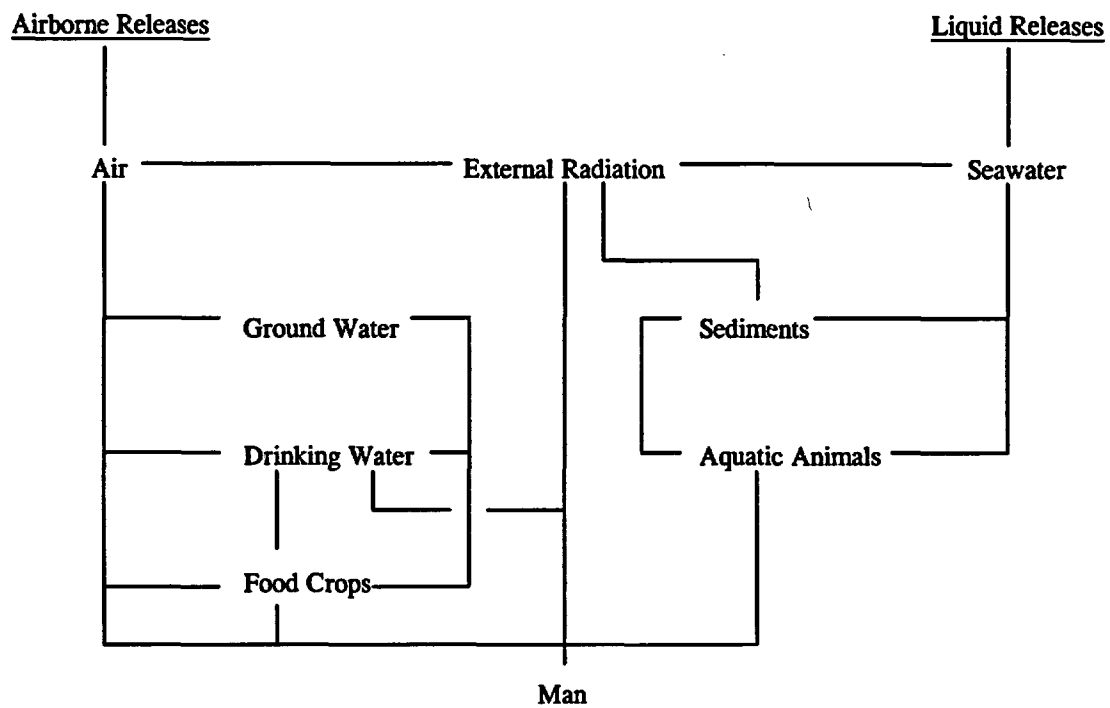 Airborne Releases
Liquid Releases
Air
External Radiation
Seawater
Ground Water
Sediments
Drinking Water
Aquatic Animals
Food Crops
Man